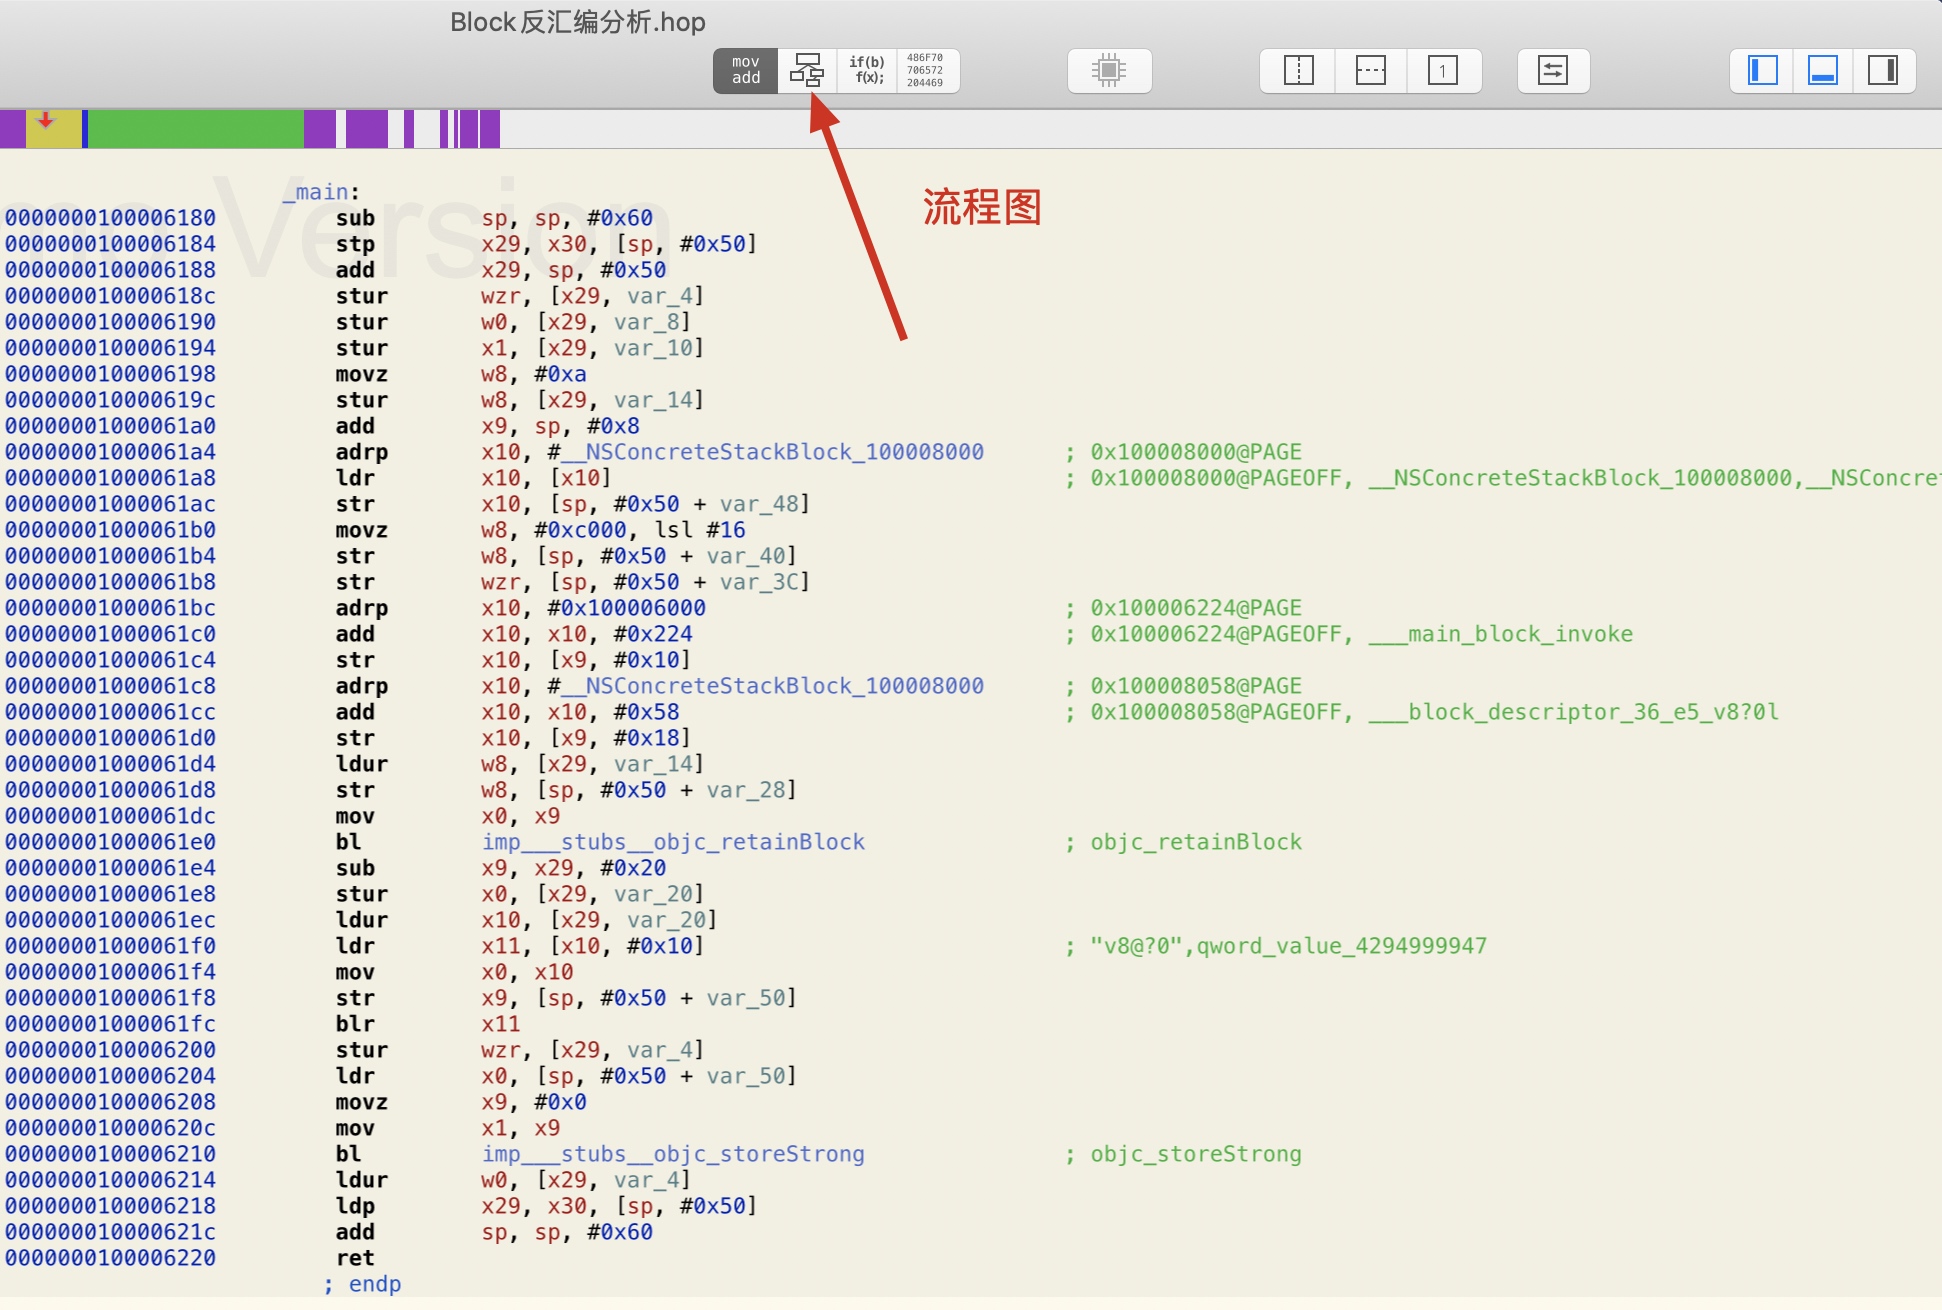 Block反汇编分析.hop
mov
add
if(b)
f(x);
486F70
706572
204469
1
流程图
mo Version
_main:
0000000100006180 sub sp, sp, #0x60
0000000100006184 stp x29, x30, [sp, #0x50]
0000000100006188 add x29, sp, #0x50
000000010000618c stur wzr, [x29, var_4]
0000000100006190 stur w0, [x29, var_8]
0000000100006194 stur x1, [x29, var_10]
0000000100006198 movz w8, #0xa
000000010000619c stur w8, [x29, var_14]
00000001000061a0 add x9, sp, #0x8
00000001000061a4 adrp x10, #__NSConcreteStackBlock_100008000 ; 0x100008000@PAGE
00000001000061a8 ldr x10, [x10] ; 0x100008000@PAGEOFF, __NSConcreteStackBlock_100008000,__NSConcret
00000001000061ac str x10, [sp, #0x50 + var_48]
00000001000061b0 movz w8, #0xc000, lsl #16
00000001000061b4 str w8, [sp, #0x50 + var_40]
00000001000061b8 str wzr, [sp, #0x50 + var_3C]
00000001000061bc adrp x10, #0x100006000 ; 0x100006224@PAGE
00000001000061c0 add x10, x10, #0x224 ; 0x100006224@PAGEOFF, ___main_block_invoke
00000001000061c4 str x10, [x9, #0x10]
00000001000061c8 adrp x10, #__NSConcreteStackBlock_100008000 ; 0x100008058@PAGE
00000001000061cc add x10, x10, #0x58 ; 0x100008058@PAGEOFF, ___block_descriptor_36_e5_v8?0l
00000001000061d0 str x10, [x9, #0x18]
00000001000061d4 ldur w8, [x29, var_14]
00000001000061d8 str w8, [sp, #0x50 + var_28]
00000001000061dc mov x0, x9
00000001000061e0 bl imp___stubs__objc_retainBlock ; objc_retainBlock
00000001000061e4 sub x9, x29, #0x20
00000001000061e8 stur x0, [x29, var_20]
00000001000061ec ldur x10, [x29, var_20]
00000001000061f0 ldr x11, [x10, #0x10] ; "v8@?0",qword_value_4294999947
00000001000061f4 mov x0, x10
00000001000061f8 str x9, [sp, #0x50 + var_50]
00000001000061fc blr x11
0000000100006200 stur wzr, [x29, var_4]
0000000100006204 ldr x0, [sp, #0x50 + var_50]
0000000100006208 movz x9, #0x0
000000010000620c mov x1, x9
0000000100006210 bl imp___stubs__objc_storeStrong ; objc_storeStrong
0000000100006214 ldur w0, [x29, var_4]
0000000100006218 ldp x29, x30, [sp, #0x50]
000000010000621c add sp, sp, #0x60
0000000100006220 ret
; endp